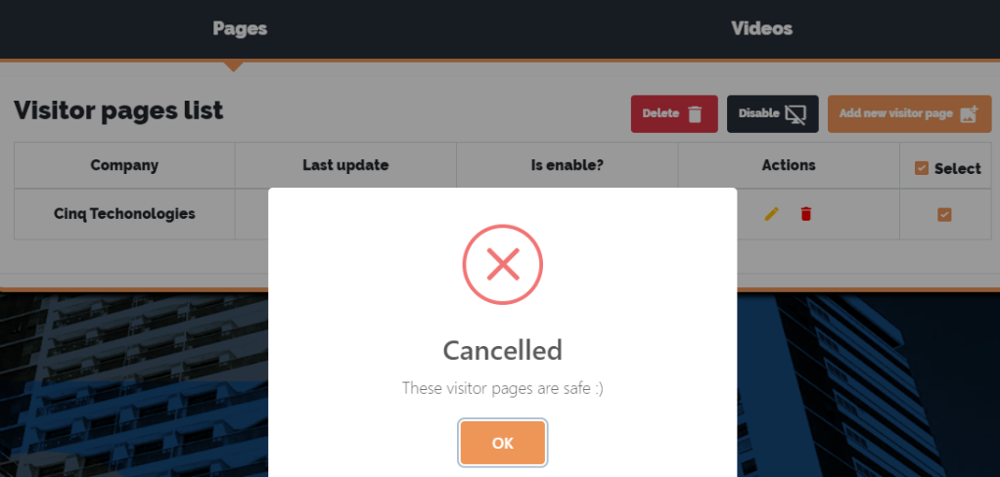 Pages Videos
Visitor pages list Delete Disable Add new visitor page
Company Last update Is enable? Actions Select
Cinq Techonologies
Cancelled
These visitor pages are safe :)
OK